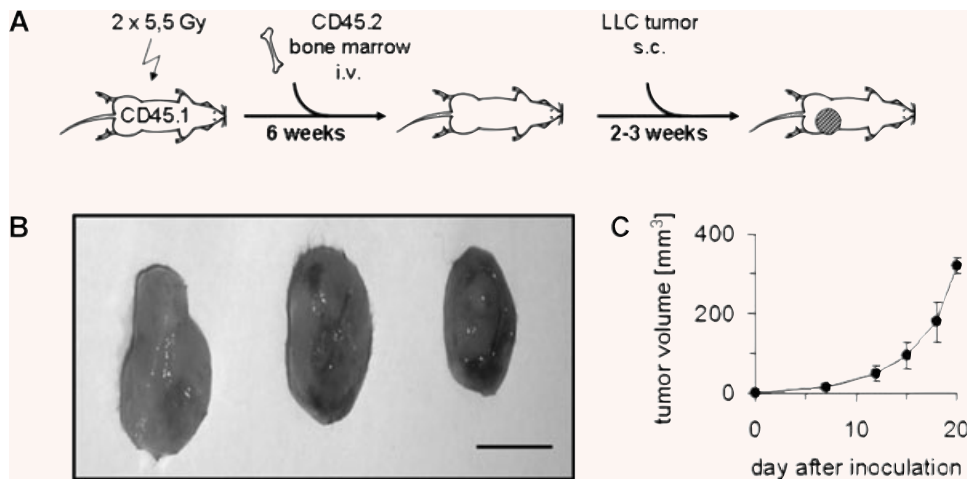 A
2 x 5,5 Gy
CD45.1
CD45.2
bone marrow
i.v.
6 weeks
LLC tumor
s.c.
2-3 weeks
B
C
tumor volume [mm³]
400
200
0
0
10
20
day after inoculation